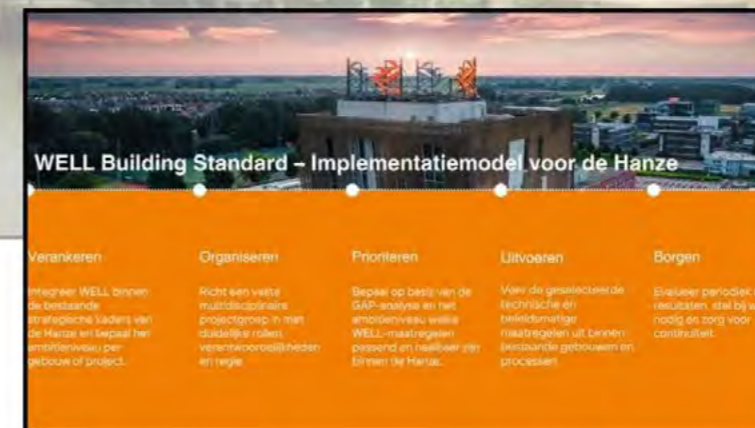 WELL Building Standard – Implementatiemodel voor de Hanze
Verankeren
Integreer WELL binnen
de bestaande
strategische kaders van
de Hanze en bepaal het
ambitieniveau per
gebouw of project.
Organiseren
Richt een vaste
multidisciplinaire
projectgroep in met
duidelijke rollen,
verantwoordelijkheden
en regie.
Prioriteren
Bepaal op basis van de
GAP-analyse en het
ambitieniveau welke
WELL-maatregelen
passend en haalbaar zijn
binnen de Hanze.
Uitvoeren
Voer de geselecteerde
technische en
beleidsmatige
maatregelen uit binnen
bestaande gebouwen en
processen.
Borgen
Evalueer periodiek
resultaten, stel bij
nodig en zorg voor
continuïteit.